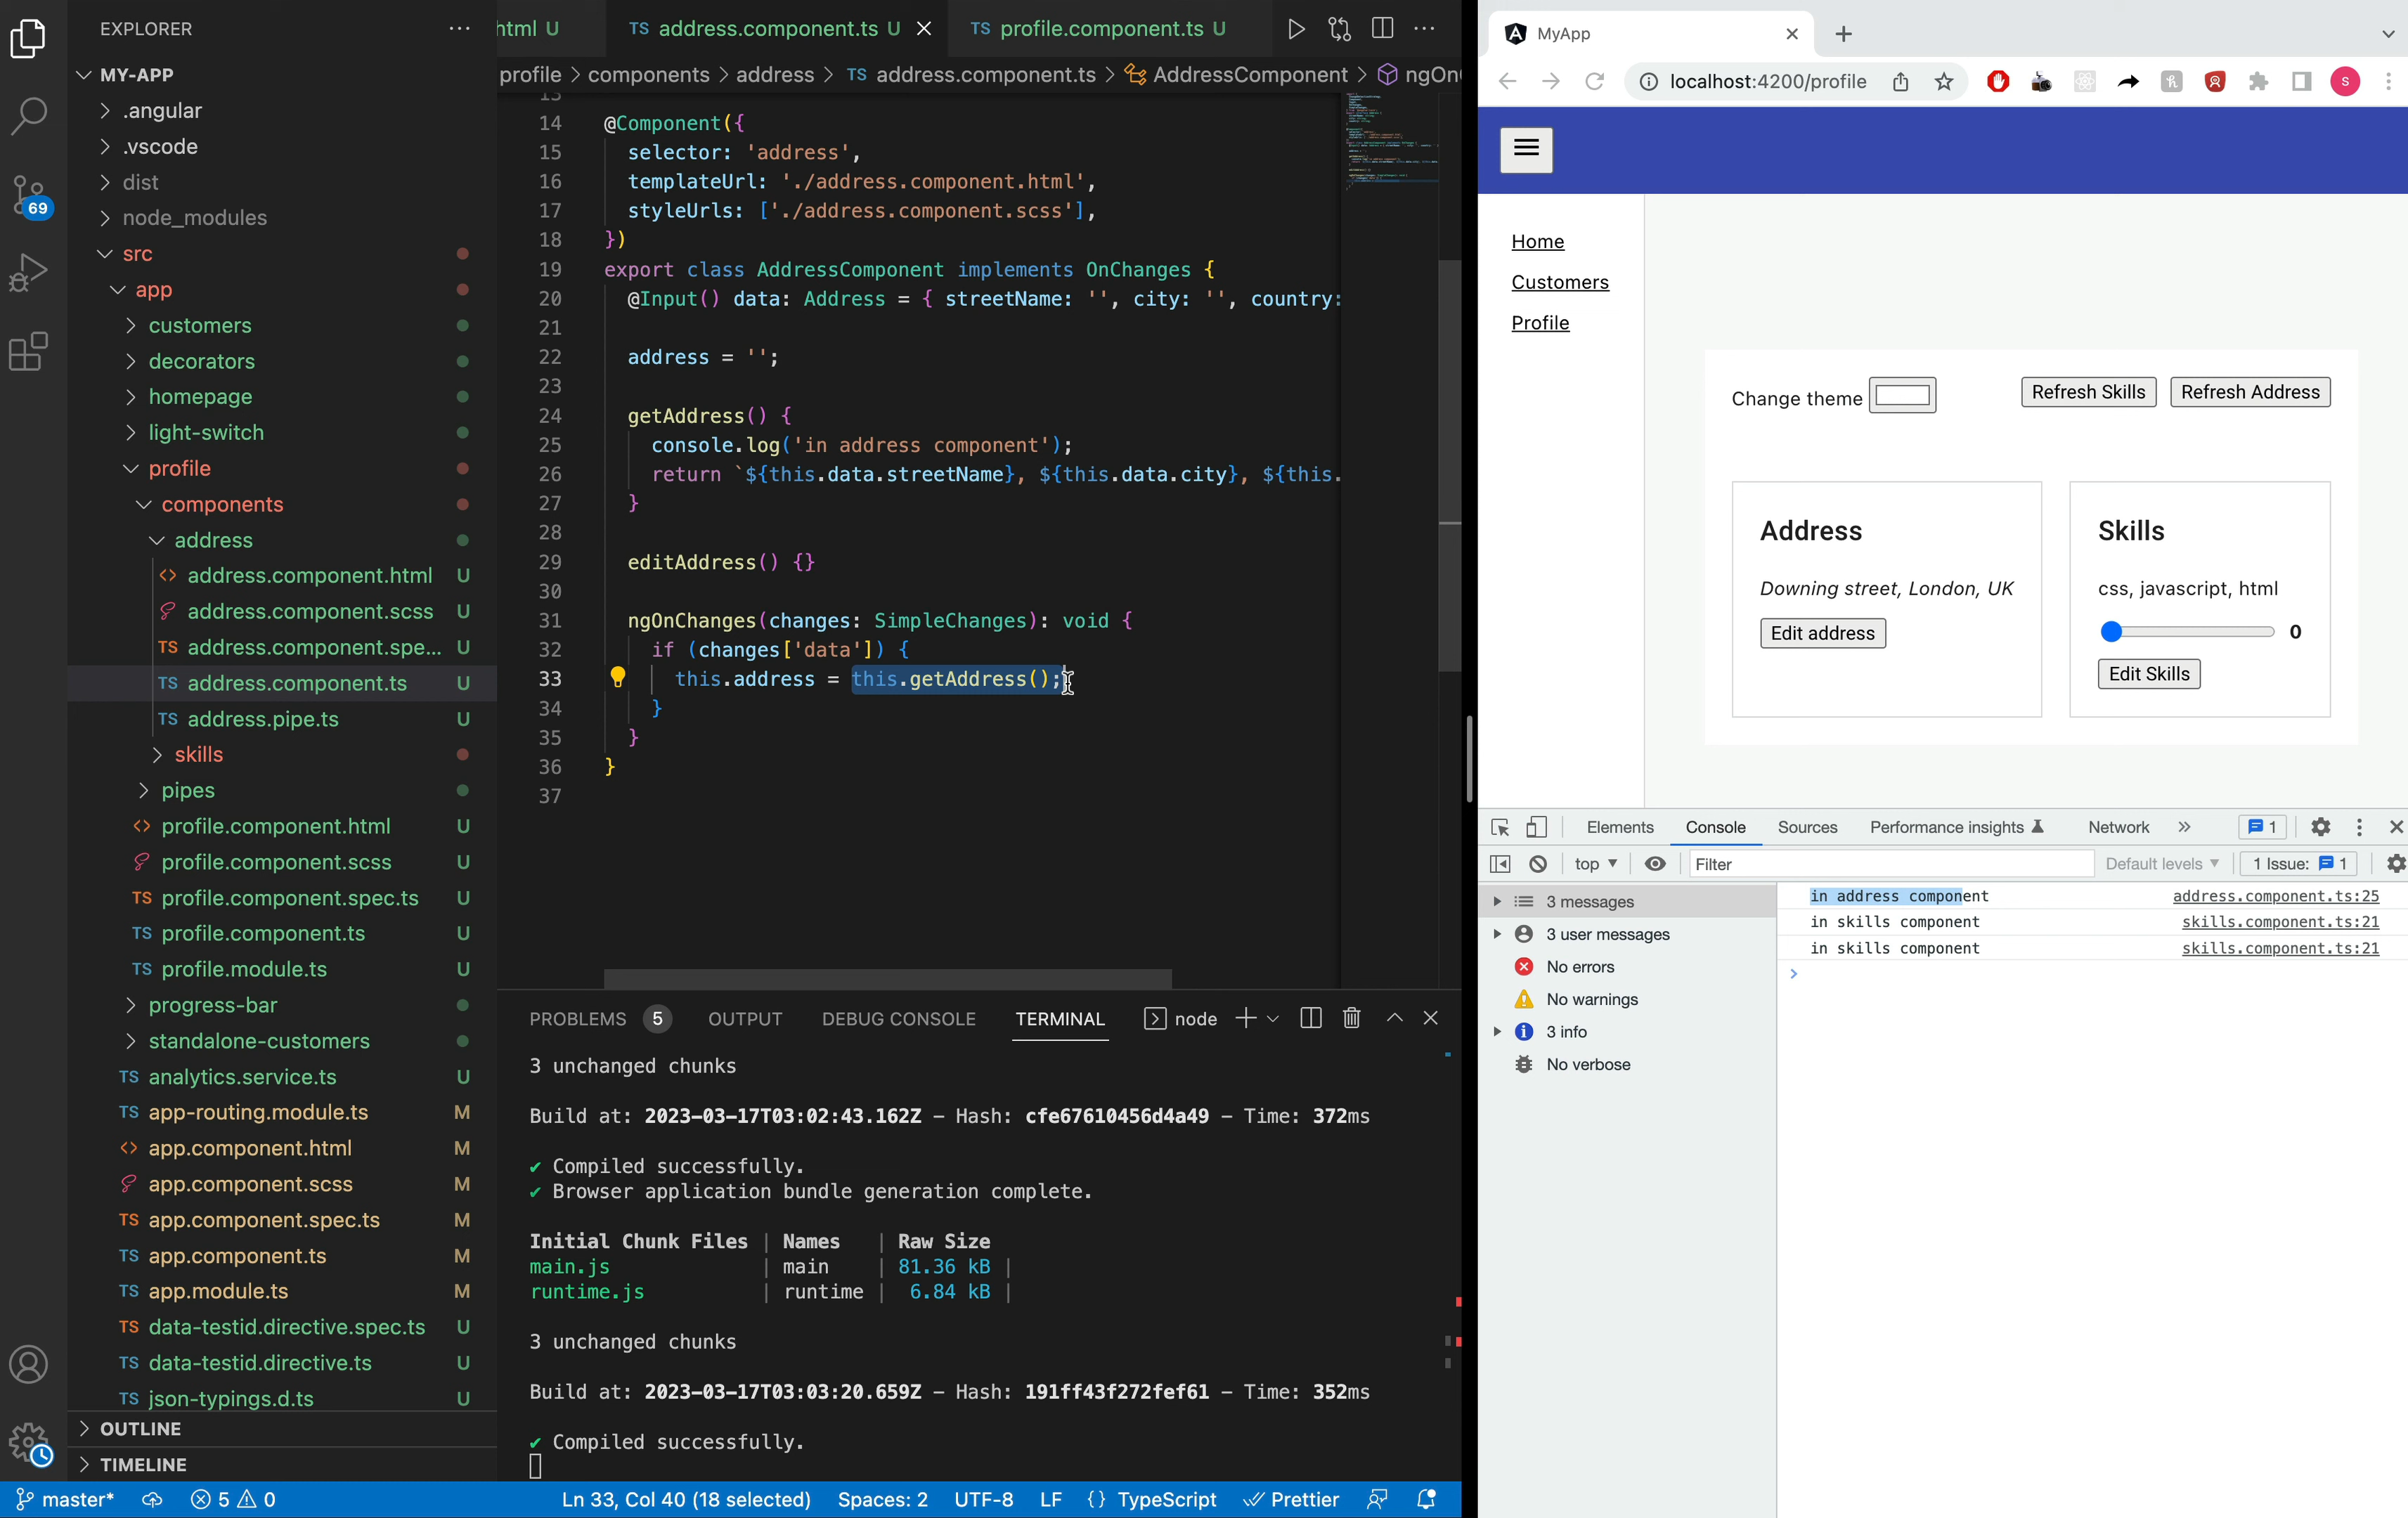 EXPLORER
MY-APP
.angular
.vscode
dist
node_modules
src
app
customers
decorators
homepage
light-switch
profile
components
address
address.component.html U
address.component.scss U
TS address.component.spe... U
TS address.component.ts U
TS address.pipe.ts U
skills
pipes
profile.component.html U
profile.component.scss U
TS profile.component.spec.ts U
TS profile.component.ts U
TS profile.module.ts U
progress-bar
standalone-customers
TS analytics.service.ts U
TS app-routing.module.ts M
app.component.html M
app.component.scss M
TS app.component.spec.ts M
TS app.component.ts M
TS app.module.ts M
TS data-testid.directive.spec.ts U
TS data-testid.directive.ts U
TS json-typings.d.ts U
OUTLINE
TIMELINE
69
html U
TS address.component.ts U
TS profile.component.ts U
profile > components > address > TS address.component.ts > AddressComponent > ngOn
13
14 @Component({
15 selector: 'address',
16 templateUrl: './address.component.html',
17 styleUrls: ['./address.component.scss'],
18 })
19 export class AddressComponent implements OnChanges {
20 @Input() data: Address = { streetName: '', city: '', country:
21
22 address = '';
23
24 getAddress() {
25 console.log('in address component');
26 return `${this.data.streetName}, ${this.data.city}, ${this.
27 }
28
29 editAddress() {}
30
31 ngOnChanges(changes: SimpleChanges): void {
32 if (changes['data']) {
33 this.address = this.getAddress();
34 }
35 }
36 }
37
PROBLEMS 5 OUTPUT DEBUG CONSOLE TERMINAL node
3 unchanged chunks
Build at: 2023-03-17T03:02:43.162Z - Hash: cfe67610456d4a49 - Time: 372ms
✔ Compiled successfully.
✔ Browser application bundle generation complete.
Initial Chunk Files | Names | Raw Size
main.js | main | 81.36 kB |
runtime.js | runtime | 6.84 kB |
3 unchanged chunks
Build at: 2023-03-17T03:03:20.659Z - Hash: 191ff43f272fef61 - Time: 352ms
✔ Compiled successfully.
master* 5 0 Ln 33, Col 40 (18 selected) Spaces: 2 UTF-8 LF {} TypeScript Prettier
MyApp
localhost:4200/profile S
Home
Customers
Profile
Change theme
Refresh Skills Refresh Address
Address
Downing street, London, UK
Edit address
Skills
css, javascript, html
0
Edit Skills
Elements Console Sources Performance insights Network » 1
top Filter Default levels 1 Issue: 1
3 messages
3 user messages
No errors
No warnings
3 info
No verbose
in address component address.component.ts:25
in skills component skills.component.ts:21
in skills component skills.component.ts:21